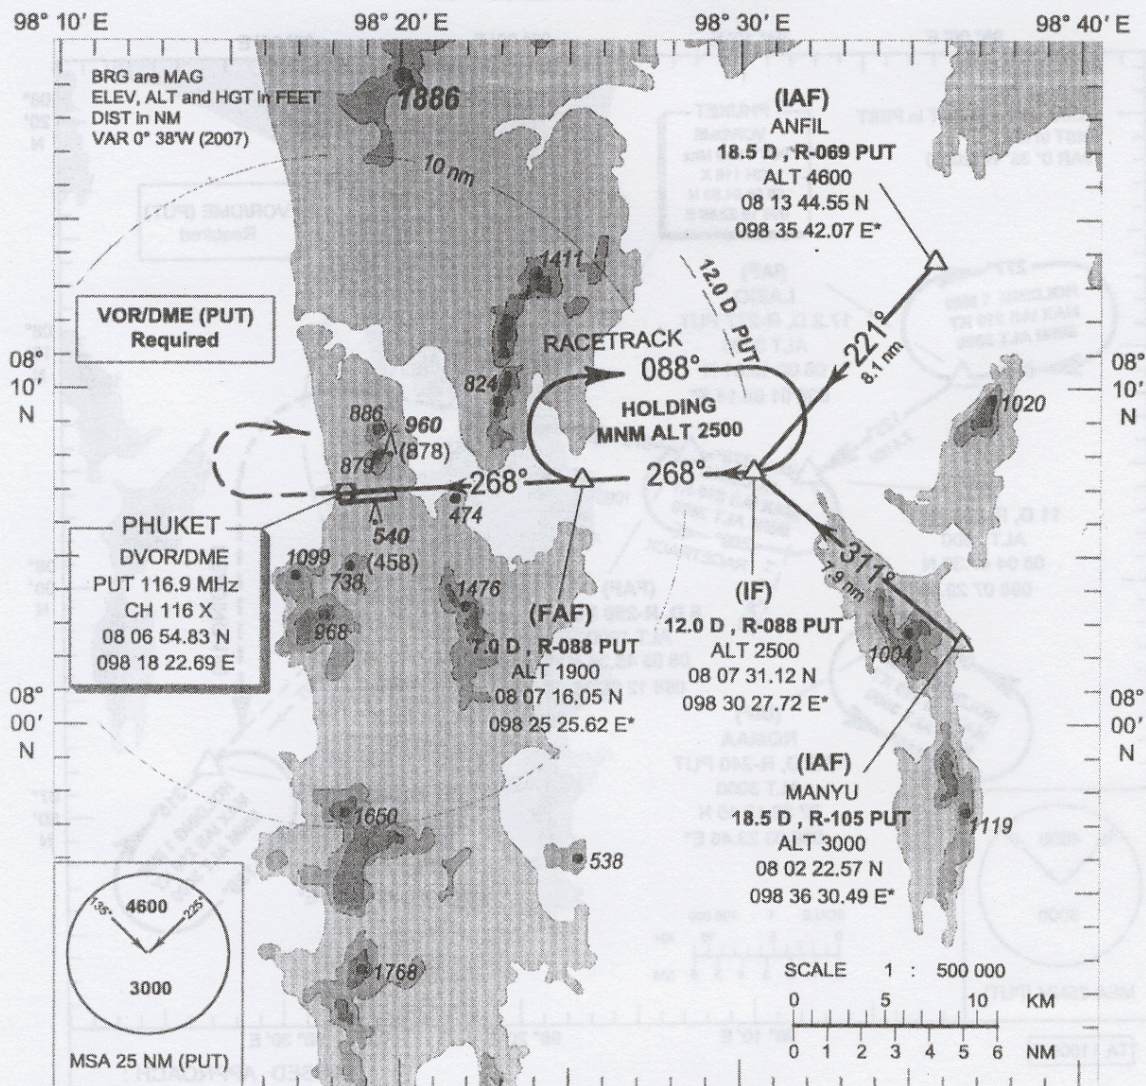 98° 10' E
98° 20' E
98° 30' E
98° 40' E
BRG are MAG
ELEV, ALT and HGT in FEET
DIST in NM
VAR 0° 38'W (2007)
1886
10 nm
(IAF)
ANFIL
18.5 D , R-069 PUT
ALT 4600
08 13 44.55 N
098 35 42.07 E*
1411
12.0 D PUT
VOR/DME (PUT)
Required
221°
8.1 nm
RACETRACK
088°
08°
10'
N
08°
10'
N
824
HOLDING
MNM ALT 2500
1020
886
960
(878)
879
268°
268°
474
PHUKET
DVOR/DME
PUT 116.9 MHz
CH 116 X
08 06 54.83 N
098 18 22.69 E
540
(458)
1099
738
968
1476
311°
(FAF)
7.0 D , R-088 PUT
ALT 1900
08 07 16.05 N
098 25 25.62 E*
(IF)
12.0 D , R-088 PUT
ALT 2500
08 07 31.12 N
098 30 27.72 E*
1004
08°
00'
N
08°
00'
N
(IAF)
MANYU
18.5 D , R-105 PUT
ALT 3000
08 02 22.57 N
098 36 30.49 E*
1650
1119
538
135°
225°
4600
3000
MSA 25 NM (PUT)
1768
SCALE 1 : 500 000
0 5 10 KM
0 1 2 3 4 5 6 NM